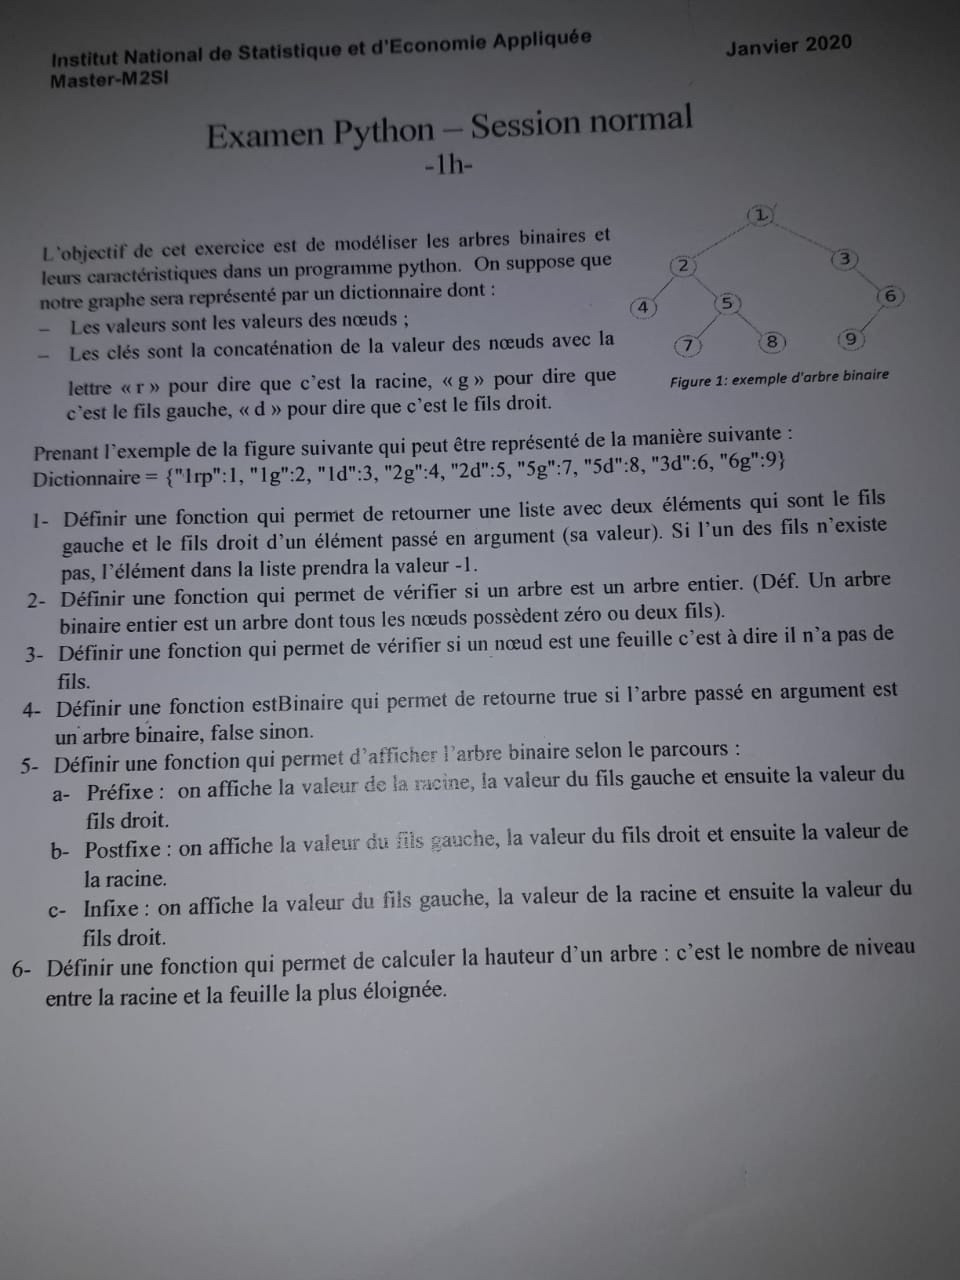 Institut National de Statistique et d'Economie Appliquée
Janvier 2020
Master-M2SI
Examen Python – Session normal
-1h-
L'objectif de cet exercice est de modéliser les arbres binaires et
leurs caractéristiques dans un programme python. On suppose que
notre graphe sera représenté par un dictionnaire dont :
– Les valeurs sont les valeurs des nœuds ;
– Les clés sont la concaténation de la valeur des nœuds avec la
lettre « r » pour dire que c'est la racine, « g » pour dire que
c'est le fils gauche, « d » pour dire que c'est le fils droit.
1
2 3
4 5 6
7 8 9
Figure 1: exemple d'arbre binaire
Prenant l'exemple de la figure suivante qui peut être représenté de la manière suivante :
Dictionnaire = {"1rp":1, "1g":2, "1d":3, "2g":4, "2d":5, "5g":7, "5d":8, "3d":6, "6g":9}
1- Définir une fonction qui permet de retourner une liste avec deux éléments qui sont le fils
gauche et le fils droit d'un élément passé en argument (sa valeur). Si l'un des fils n'existe
pas, l'élément dans la liste prendra la valeur -1.
2- Définir une fonction qui permet de vérifier si un arbre est un arbre entier. (Déf. Un arbre
binaire entier est un arbre dont tous les nœuds possèdent zéro ou deux fils).
3- Définir une fonction qui permet de vérifier si un nœud est une feuille c'est à dire il n'a pas de
fils.
4- Définir une fonction estBinaire qui permet de retourne true si l'arbre passé en argument est
un arbre binaire, false sinon.
5- Définir une fonction qui permet d'afficher l'arbre binaire selon le parcours :
a- Préfixe : on affiche la valeur de la racine, la valeur du fils gauche et ensuite la valeur du
fils droit.
b- Postfixe : on affiche la valeur du fils gauche, la valeur du fils droit et ensuite la valeur de
la racine.
c- Infixe : on affiche la valeur du fils gauche, la valeur de la racine et ensuite la valeur du
fils droit.
6- Définir une fonction qui permet de calculer la hauteur d'un arbre : c'est le nombre de niveau
entre la racine et la feuille la plus éloignée.